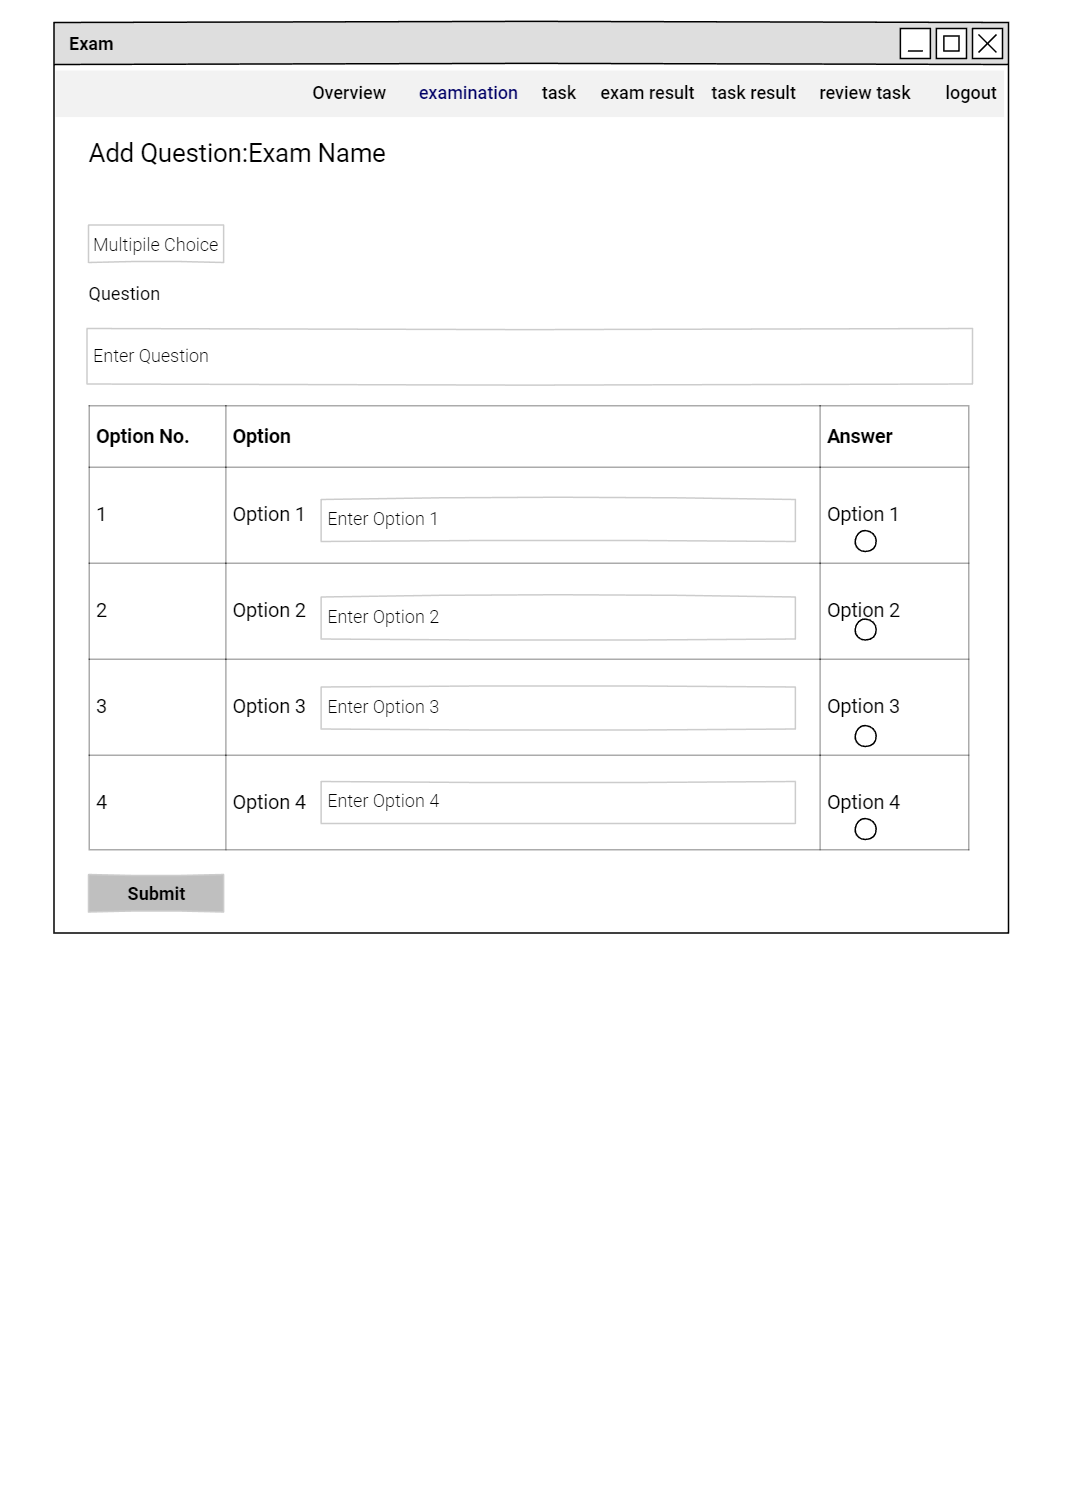 Exam
Overview examination task exam result task result review task logout
Add Question:Exam Name
Multipile Choice
Question
Enter Question
Option No. Option Answer
1 Option 1 Enter Option 1 Option 1
2 Option 2 Enter Option 2 Option 2
3 Option 3 Enter Option 3 Option 3
4 Option 4 Enter Option 4 Option 4
Submit